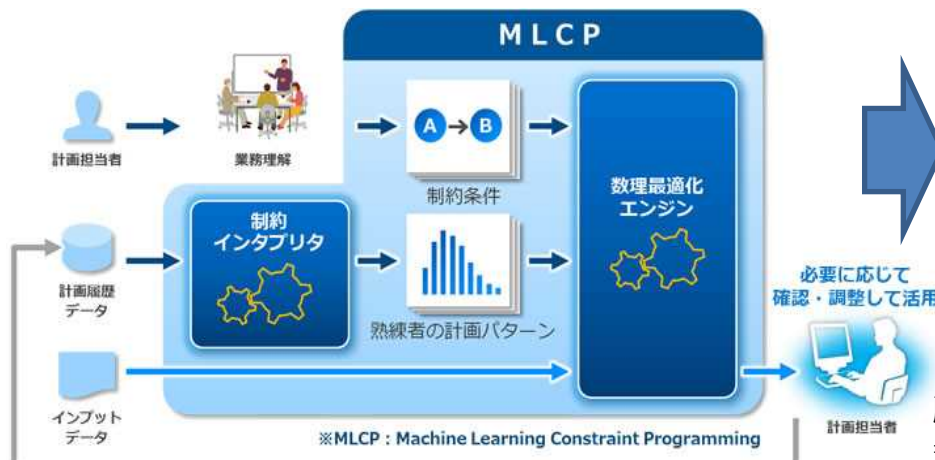 MLCP
計画担当者
業務理解
A→B
制約条件
制約
インタプリタ
数理最適化
エンジン
計画履歴
データ
熟練者の計画パターン
必要に応じて
確認・調整して活用
インプット
データ
計画担当者
※MLCP : Machine Learning Constraint Programming